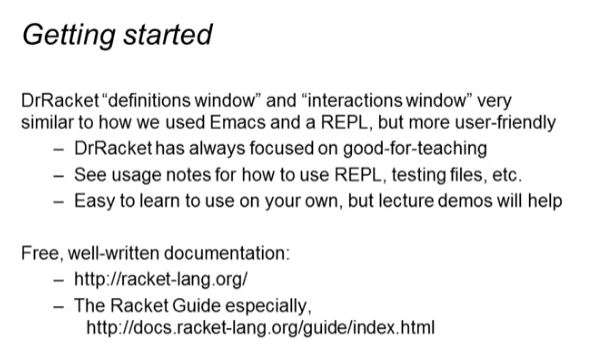 Getting started
DrRacket “definitions window” and “interactions window” very
similar to how we used Emacs and a REPL, but more user-friendly
– DrRacket has always focused on good-for-teaching
– See usage notes for how to use REPL, testing files, etc.
– Easy to learn to use on your own, but lecture demos will help
Free, well-written documentation:
– http://racket-lang.org/
– The Racket Guide especially,
http://docs.racket-lang.org/guide/index.html